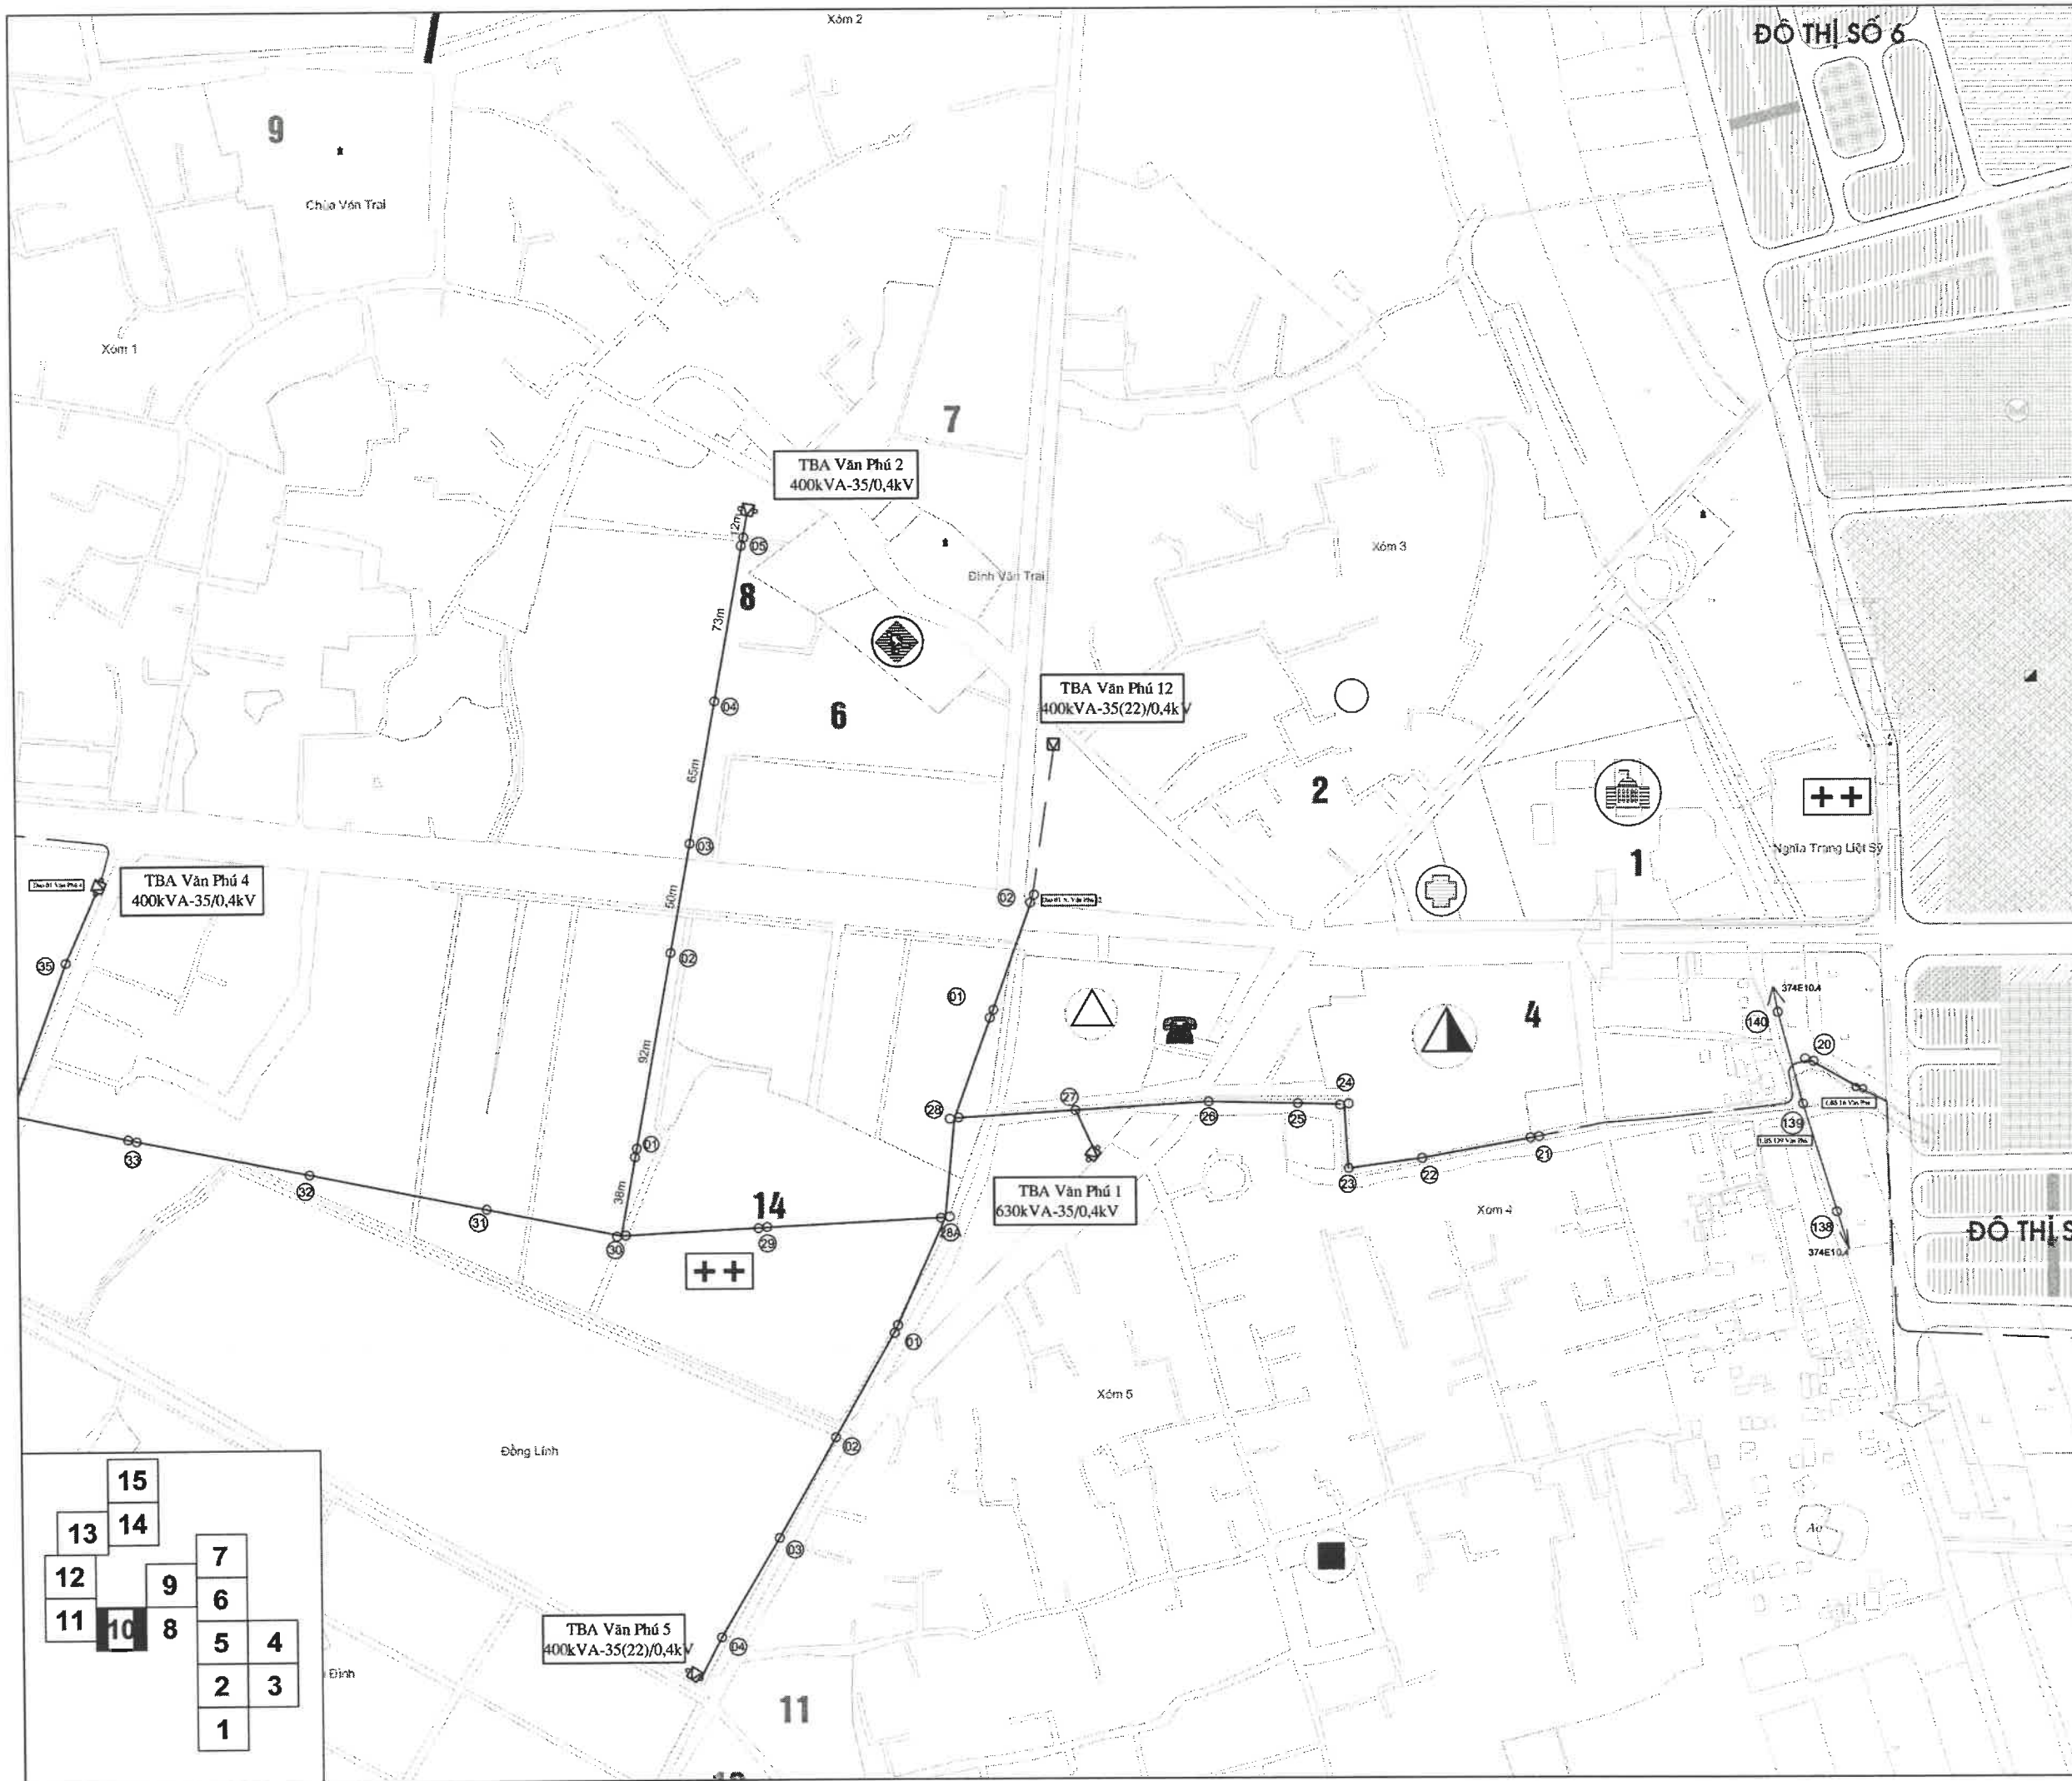 Xóm 2
ĐÔ THỊ SỐ 6
9
Chùa Văn Trai
Xóm 1
7
TBA Văn Phú 2
400kVA-35/0,4kV
12m
05
Xóm 3
Đình Văn Trai
8
73m
TBA Văn Phú 12
400kVA-35(22)/0,4kV
04
6
65m
2
++
03
Nghĩa Trang Liệt Sỹ
1
TBA Văn Phú 4
400kVA-35/0,4kV
50m
02
02
35
374E10.4
01
4
140
20
92m
24
27
28
26
25
139
01
33
21
22
32
23
38m
TBA Văn Phú 1
630kVA-35/0,4kV
14
31
Xóm 4
138
28A
29
30
ĐÔ THỊ S
374E10.4
++
01
Xóm 5
02
Đồng Lính
15
14
13
Ao
03
7
12
9
6
11
10
8
5
4
TBA Văn Phú 5
400kVA-35(22)/0,4kV
04
Đình
2
3
11
1